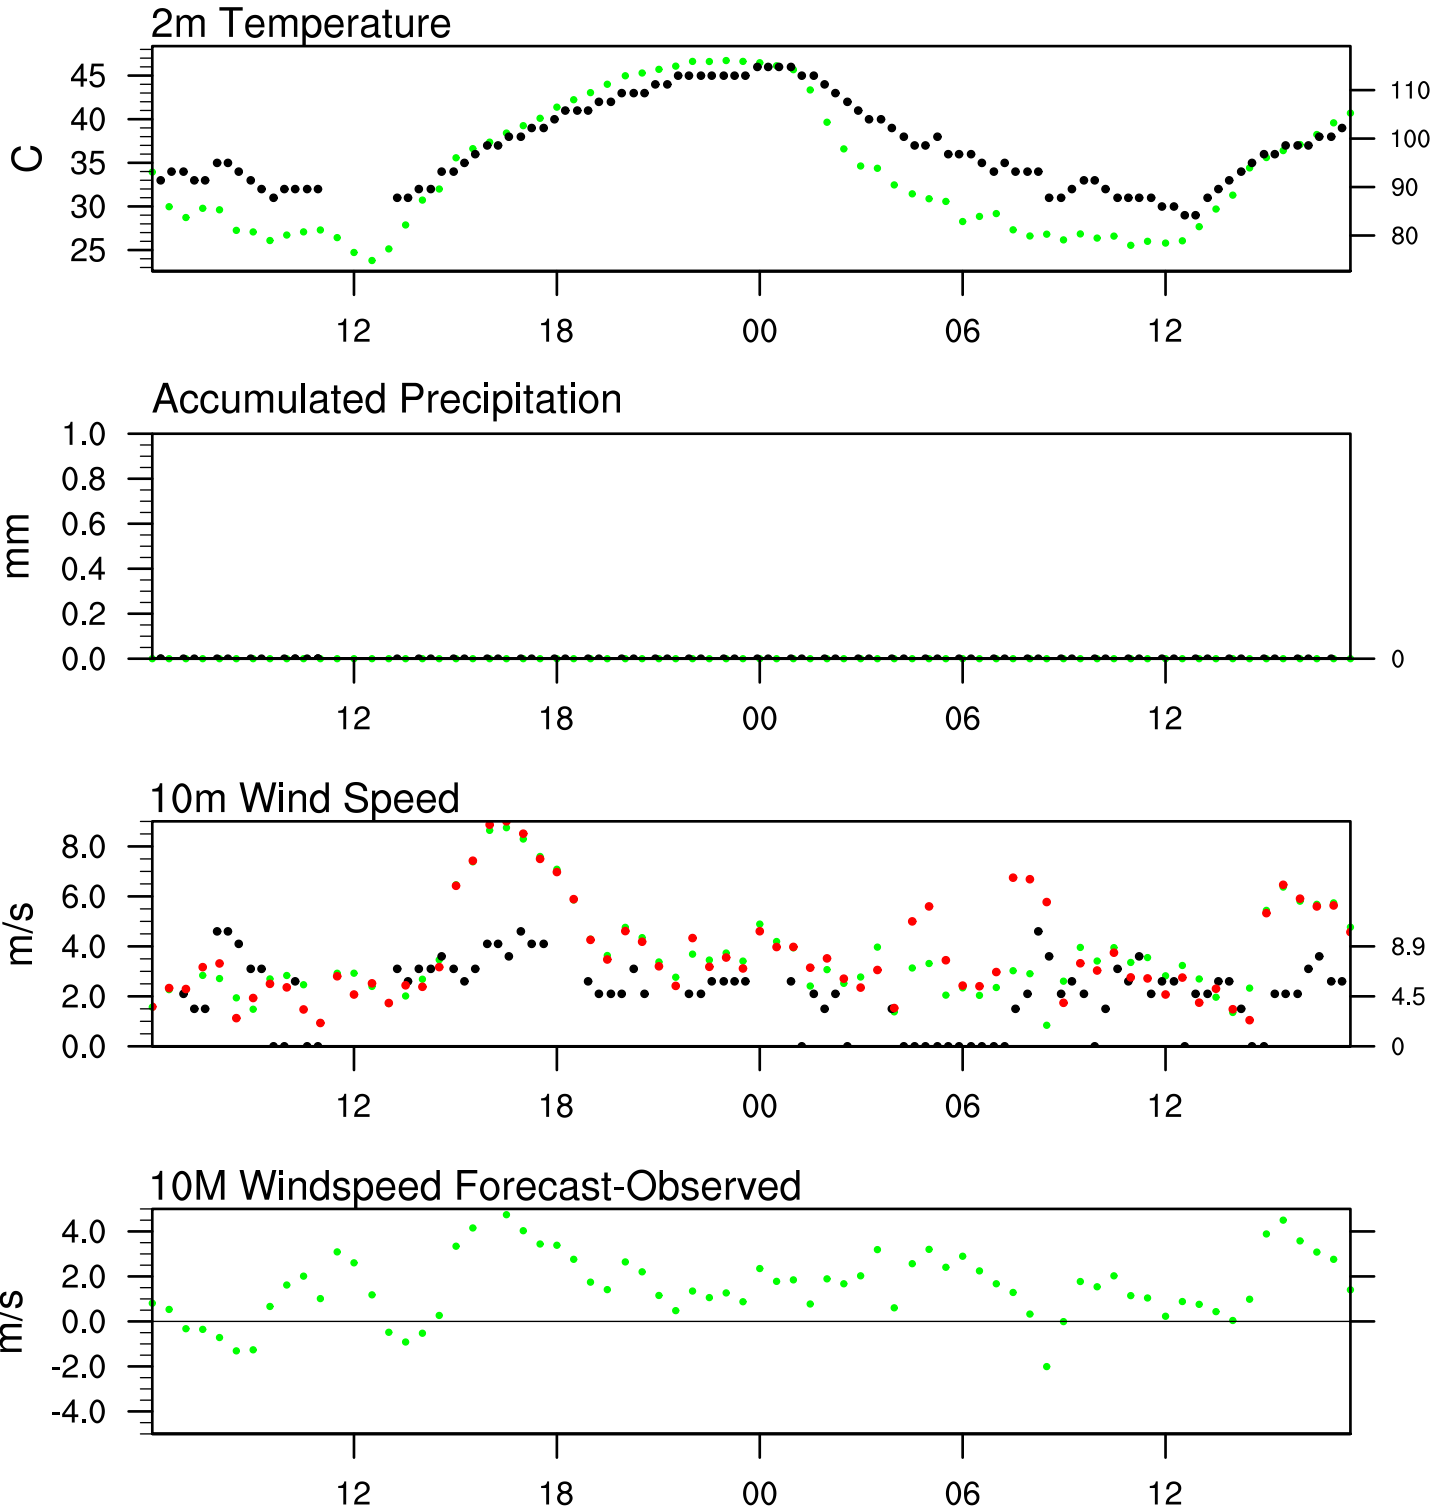 2m Temperature
45
40
35
30
25
C
110
100
90
80
12 18 00 06 12
Accumulated Precipitation
1.0
0.8
0.6
0.4
0.2
0.0
mm
0
12 18 00 06 12
10m Wind Speed
8.0
6.0
4.0
2.0
0.0
m/s
8.9
4.5
0
12 18 00 06 12
10M Windspeed Forecast-Observed
4.0
2.0
0.0
-2.0
-4.0
m/s
12 18 00 06 12